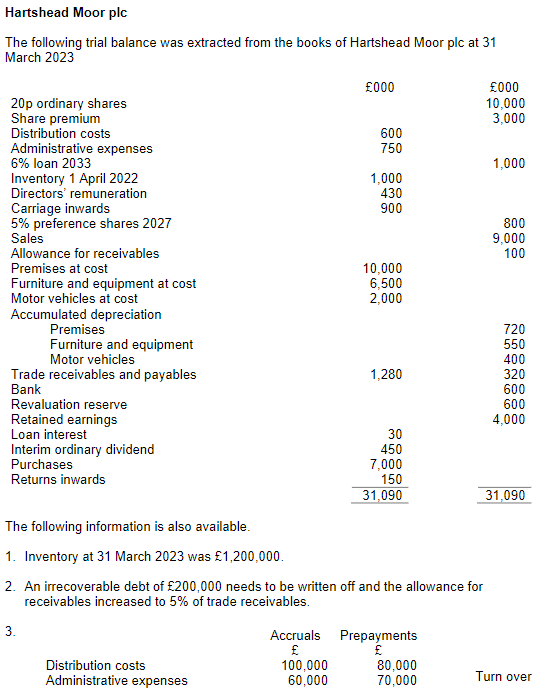 Hartshead Moor plc
The following trial balance was extracted from the books of Hartshead Moor plc at 31
March 2023
£000 £000
20p ordinary shares 10,000
Share premium 3,000
Distribution costs 600
Administrative expenses 750
6% loan 2033 1,000
Inventory 1 April 2022 1,000
Directors' remuneration 430
Carriage inwards 900
5% preference shares 2027 800
Sales 9,000
Allowance for receivables 100
Premises at cost 10,000
Furniture and equipment at cost 6,500
Motor vehicles at cost 2,000
Accumulated depreciation
Premises 720
Furniture and equipment 550
Motor vehicles 400
Trade receivables and payables 1,280 320
Bank 600
Revaluation reserve 600
Retained earnings 4,000
Loan interest 30
Interim ordinary dividend 450
Purchases 7,000
Returns inwards 150
31,090 31,090
The following information is also available.
1. Inventory at 31 March 2023 was £1,200,000.
2. An irrecoverable debt of £200,000 needs to be written off and the allowance for
receivables increased to 5% of trade receivables.
3.
Accruals Prepayments
£ £
Distribution costs 100,000 80,000
Administrative expenses 60,000 70,000
Turn over